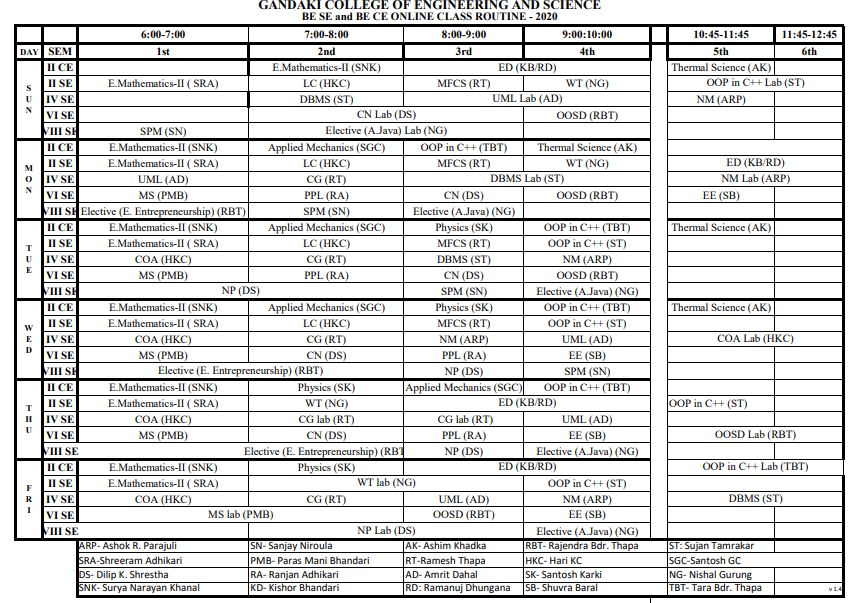 GANDAKI COLLEGE OF ENGINEERING AND SCIENCE
BE SE and BE CE ONLINE CLASS ROUTINE - 2020
6:00-7:00 7:00-8:00 8:00-9:00 9:00:10:00 10:45-11:45 11:45-12:45
DAY SEM 1st 2nd 3rd 4th 5th 6th
SUN
II CE E.Mathematics-II (SNK) ED (KB/RD) Thermal Science (AK)
II SE E.Mathematics-II ( SRA) LC (HKC) MFCS (RT) WT (NG) OOP in C++ Lab (ST)
IV SE DBMS (ST) UML Lab (AD) NM (ARP)
VI SE CN Lab (DS) OOSD (RBT)
VIII SE SPM (SN) Elective (A.Java) Lab (NG)
MON
II CE E.Mathematics-II (SNK) Applied Mechanics (SGC) OOP in C++ (TBT) Thermal Science (AK)
II SE E.Mathematics-II ( SRA) LC (HKC) MFCS (RT) WT (NG) ED (KB/RD)
IV SE UML (AD) CG (RT) DBMS Lab (ST) NM Lab (ARP)
VI SE MS (PMB) PPL (RA) CN (DS) OOSD (RBT) EE (SB)
VIII SE Elective (E. Entrepreneurship) (RBT) SPM (SN) Elective (A.Java) (NG)
TUE
II CE E.Mathematics-II (SNK) Applied Mechanics (SGC) Physics (SK) OOP in C++ (TBT) Thermal Science (AK)
II SE E.Mathematics-II ( SRA) LC (HKC) MFCS (RT) OOP in C++ (ST)
IV SE COA (HKC) CG (RT) DBMS (ST) NM (ARP)
VI SE MS (PMB) PPL (RA) CN (DS) OOSD (RBT)
VIII SE NP (DS) SPM (SN) Elective (A.Java) (NG)
WED
II CE E.Mathematics-II (SNK) Applied Mechanics (SGC) Physics (SK) OOP in C++ (TBT) Thermal Science (AK)
II SE E.Mathematics-II ( SRA) LC (HKC) MFCS (RT) OOP in C++ (ST)
IV SE COA (HKC) CG (RT) NM (ARP) UML (AD) COA Lab (HKC)
VI SE MS (PMB) CN (DS) PPL (RA) EE (SB)
VIII SE Elective (E. Entrepreneurship) (RBT) NP (DS) SPM (SN)
THU
II CE E.Mathematics-II (SNK) Physics (SK) Applied Mechanics (SGC) OOP in C++ (TBT)
II SE E.Mathematics-II ( SRA) WT (NG) ED (KB/RD) OOP in C++ (ST)
IV SE COA (HKC) CG lab (RT) CG lab (RT) UML (AD)
VI SE MS (PMB) CN (DS) PPL (RA) EE (SB) OOSD Lab (RBT)
VIII SE Elective (E. Entrepreneurship) (RBT NP (DS) Elective (A.Java) (NG)
FRI
II CE E.Mathematics-II (SNK) Physics (SK) ED (KB/RD) OOP in C++ Lab (TBT)
II SE E.Mathematics-II ( SRA) WT lab (NG) OOP in C++ (ST)
IV SE COA (HKC) CG (RT) UML (AD) NM (ARP) DBMS (ST)
VI SE MS lab (PMB) OOSD (RBT) EE (SB)
VIII SE NP Lab (DS) Elective (A.Java) (NG)
ARP- Ashok R. Parajuli SN- Sanjay Niroula AK- Ashim Khadka RBT- Rajendra Bdr. Thapa ST: Sujan Tamrakar
SRA-Shreeram Adhikari PMB- Paras Mani Bhandari RT-Ramesh Thapa HKC- Hari KC SGC-Santosh GC
DS- Dilip K. Shrestha RA- Ranjan Adhikari AD- Amrit Dahal SK- Santosh Karki NG- Nishal Gurung
SNK- Surya Narayan Khanal KD- Kishor Bhandari RD: Ramanuj Dhungana SB- Shuvra Baral TBT- Tara Bdr. Thapa v 1.4